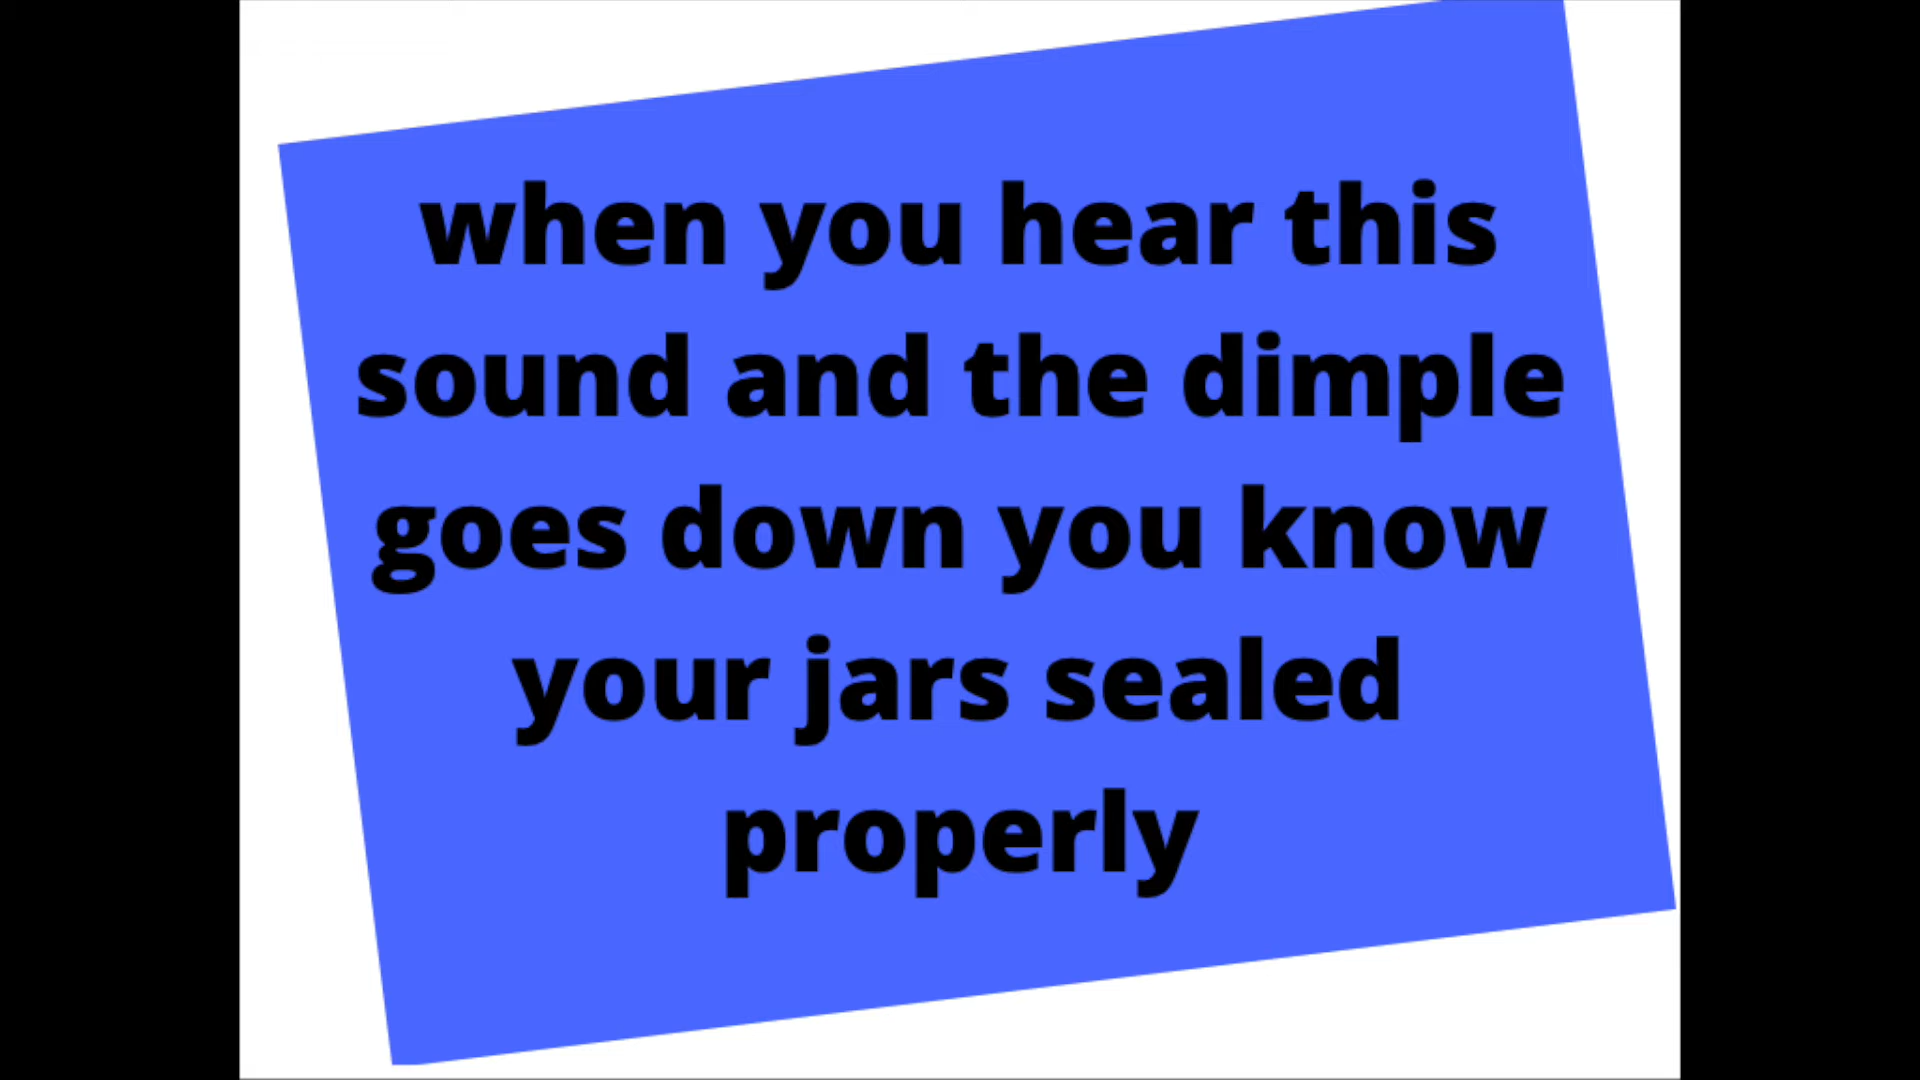 when you hear this
sound and the dimple
goes down you know
your jars sealed
properly